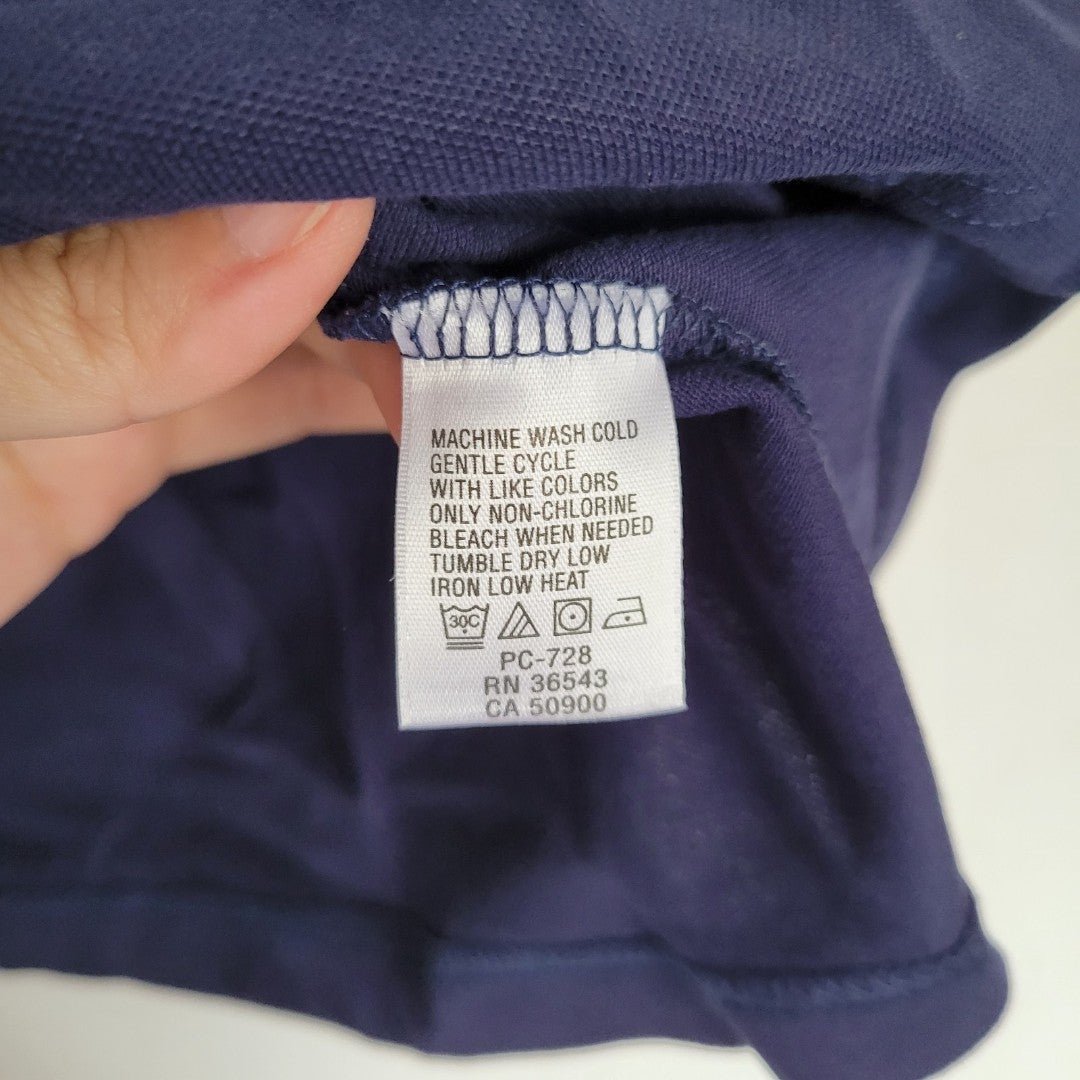 MACHINE WASH COLD
GENTLE CYCLE
WITH LIKE COLORS
ONLY NON-CHLORINE
BLEACH WHEN NEEDED
TUMBLE DRY LOW
IRON LOW HEAT
30C
PC-728
RN 36543
CA 50900